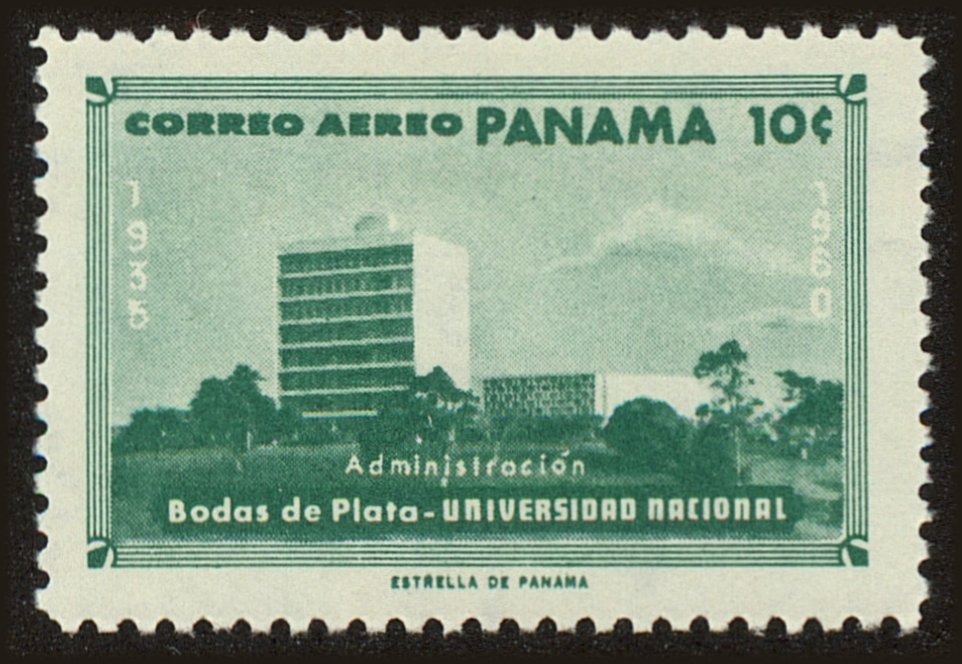 CORREO AEREO PANAMA 10¢
1935
1960
Administración
Bodas de Plata - UNIVERSIDAD NACIONAL
ESTRELLA DE PANAMA